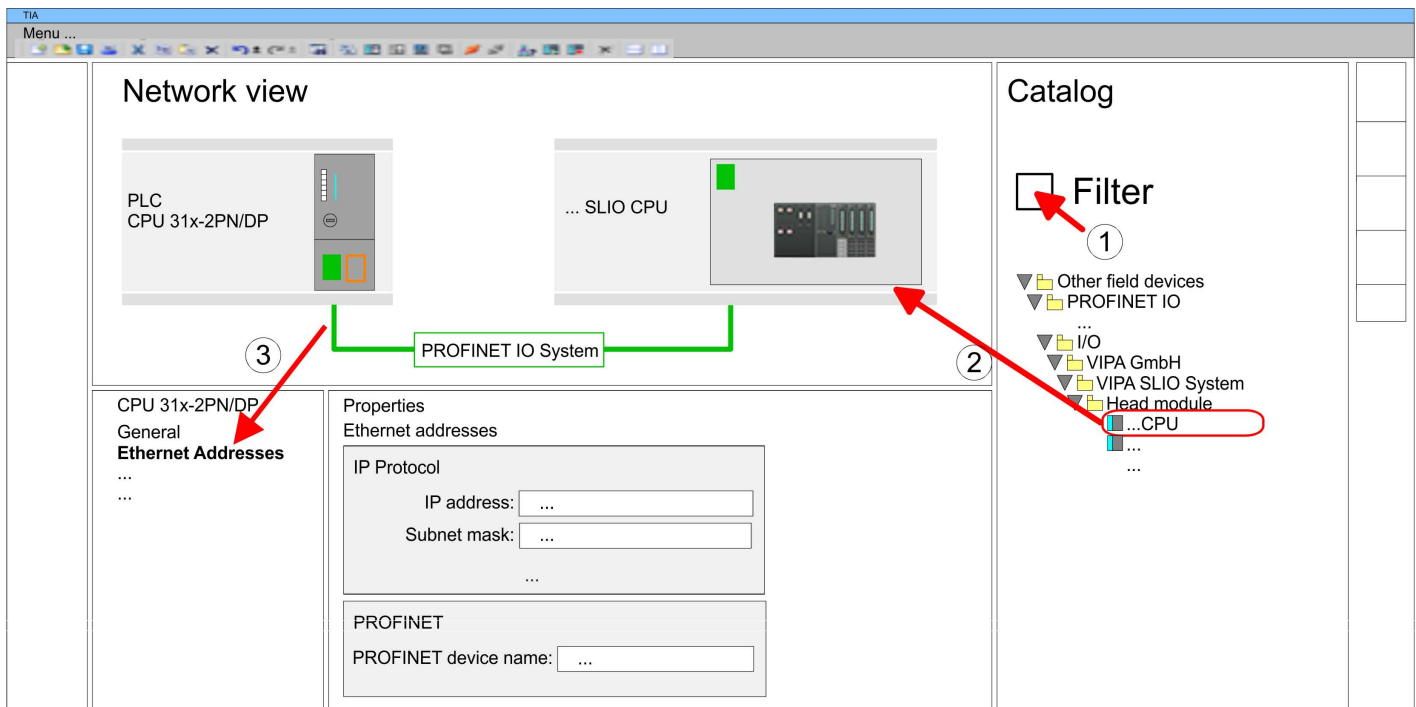 TIA
Menu ...
Network view
PLC
CPU 31x-2PN/DP
... SLIO CPU
PROFINET IO System
3
2
Catalog
Filter
1
Other field devices
PROFINET IO
...
I/O
VIPA GmbH
VIPA SLIO System
Head module
...CPU
...
...
CPU 31x-2PN/DP
General
Ethernet Addresses
...
...
Properties
Ethernet addresses
IP Protocol
IP address: ...
Subnet mask: ...
...
PROFINET
PROFINET device name: ...